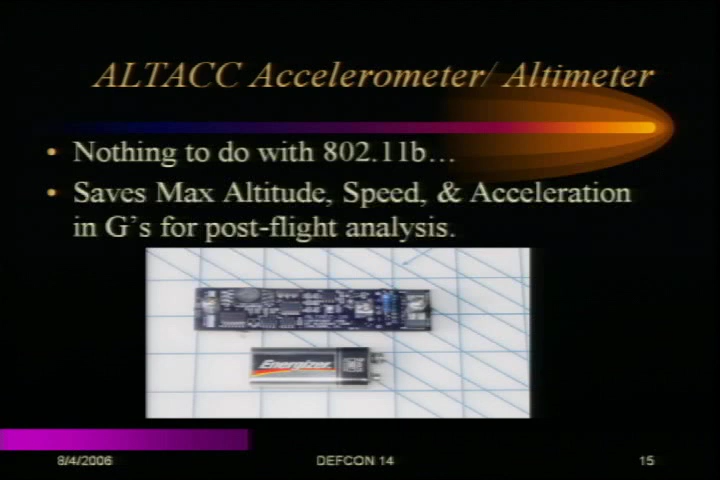 ALTACC Accelerometer/ Altimeter
• Nothing to do with 802.11b…
• Saves Max Altitude, Speed, & Acceleration
in G's for post-flight analysis.
Energizer
8/4/2006 DEFCON 14 15